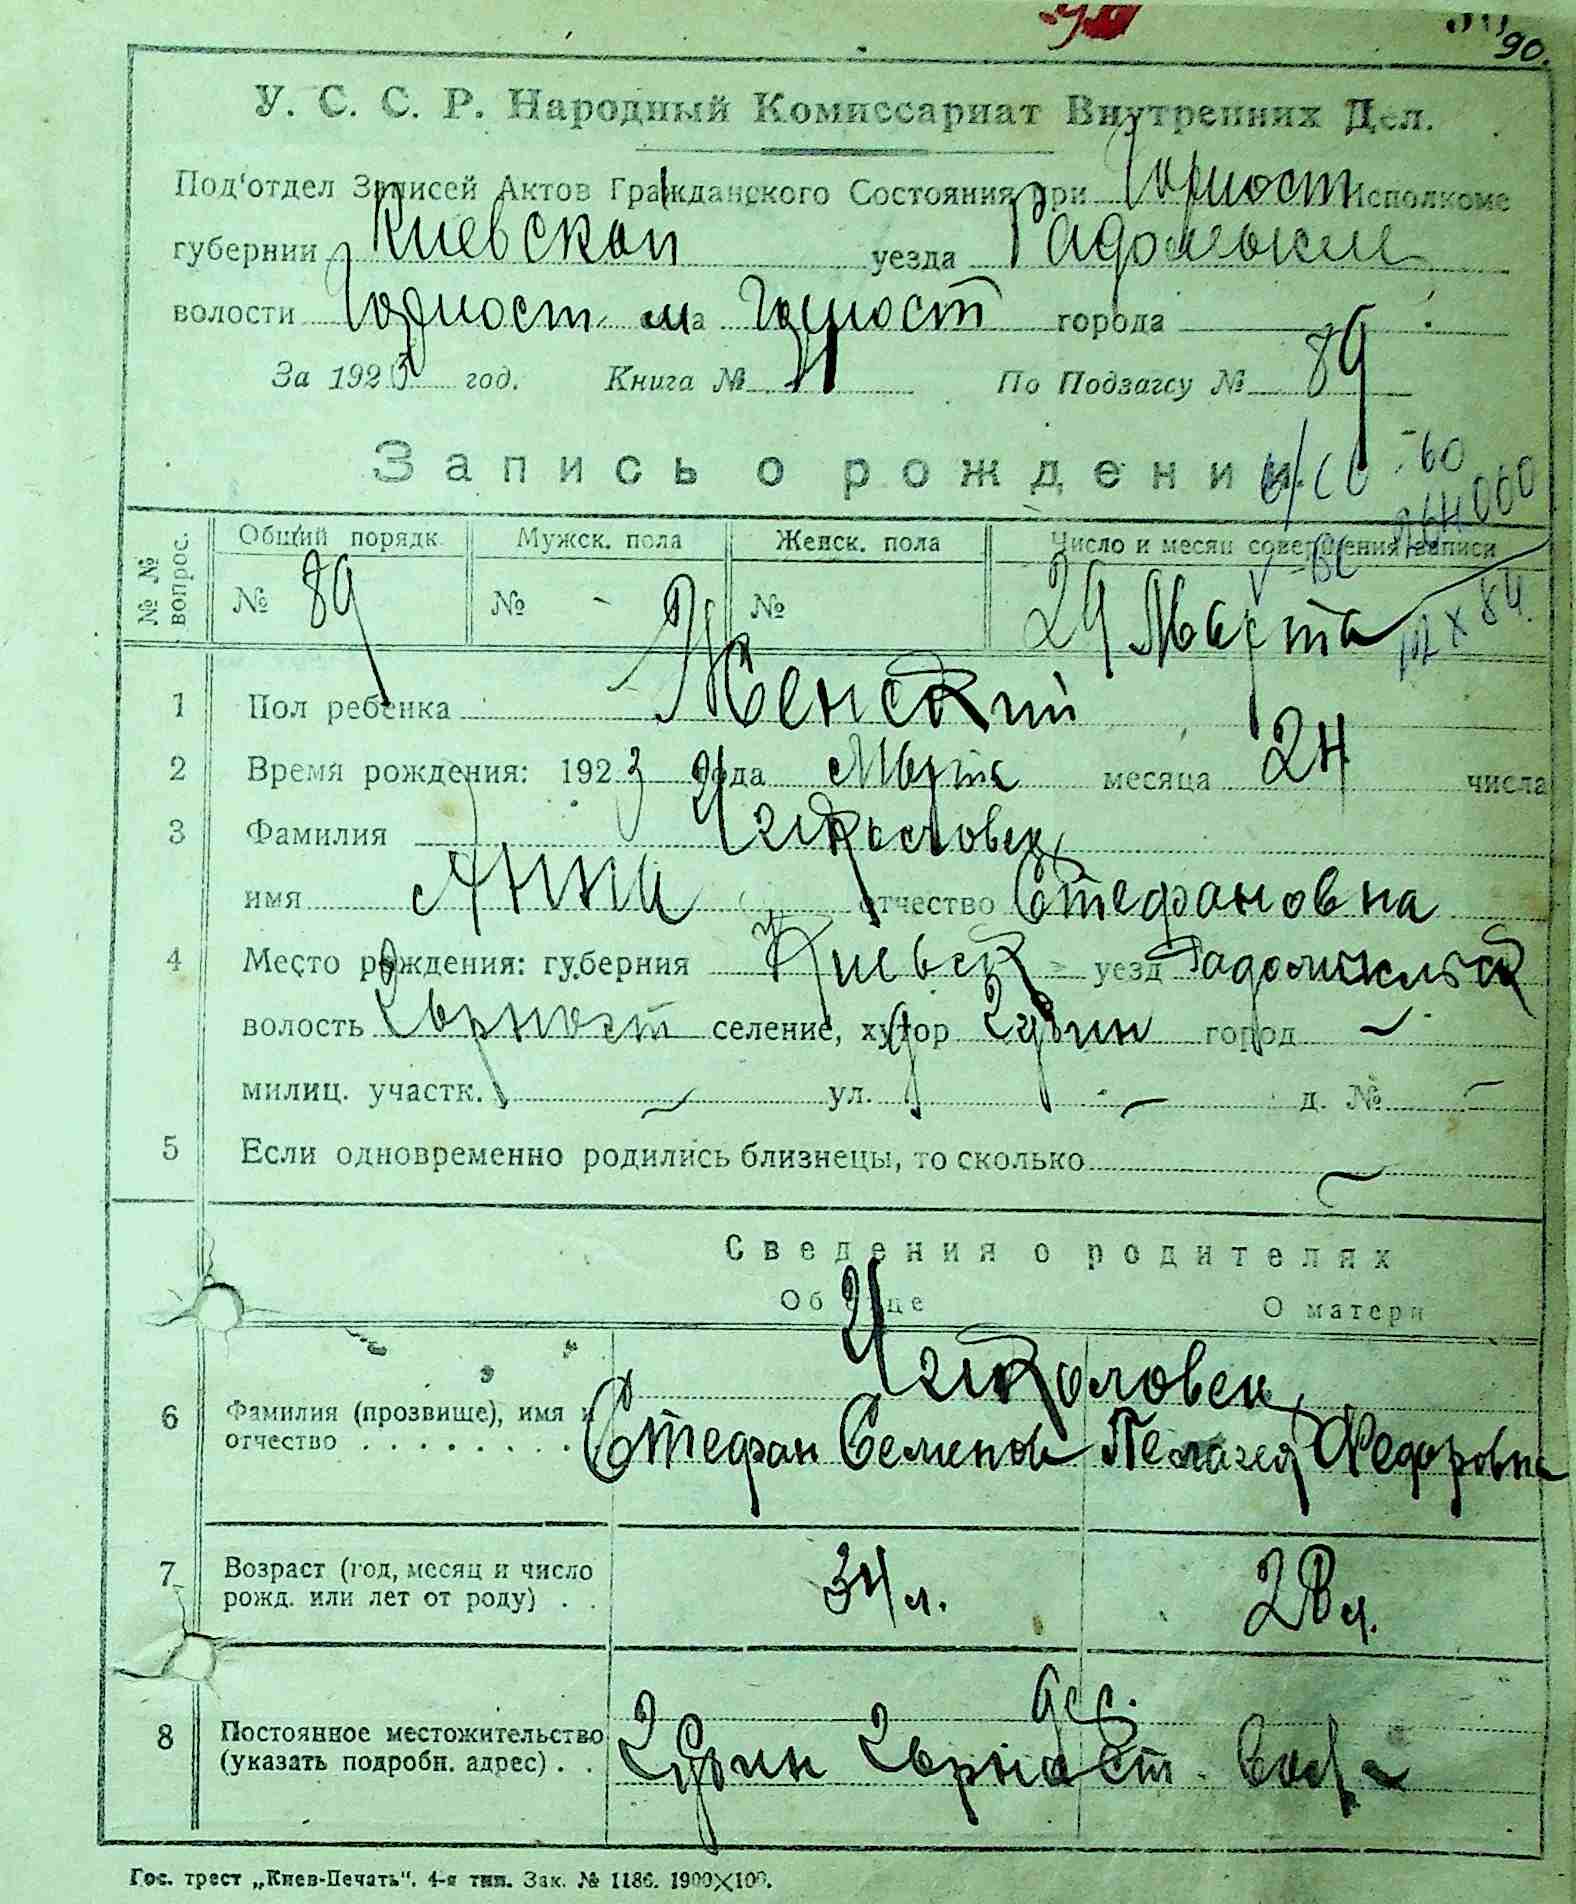 90.
У. С. С. Р. Народный Комиссариат Внутренних Дел.
Под'отдел Записей Актов Гражданского Состояния при Горност Исполкоме
губернии Киевской уезда Радомысл
волости Горност села Горност города —
За 1923 год. Книга № По Подзагсу № 89
Запись о рождении.
№№ вопрос. Общий порядк. Мужск. пола Женск. пола Число и месяц совершения записи
№ 89 № - № 29 Марта
1 Пол ребенка Женский
2 Время рождения: 1923 года Марта месяца 24 числа
3 Фамилия
имя Анна отчество Стефановна
4 Место рождения: губерния Киевск уезд Радомысльск
волость Горност селение, хутор город —
милиц. участк. — ул. — д. № —
5 Если одновременно родились близнецы, то сколько —
Сведения о родителях
Об отце О матери
6 Фамилия (прозвище), имя и
отчество . . . . . . . . . Стефан Семенов Пелагея Федоровна
7 Возраст (год, месяц и число
рожд. или лет от роду) . . 34 л. 28 л.
8 Постоянное местожительство
(указать подробн. адрес) . . Горност. вол
Гос. трест „Киев-Печать". 4-я тип. Зак. № 1186. 1900×100.